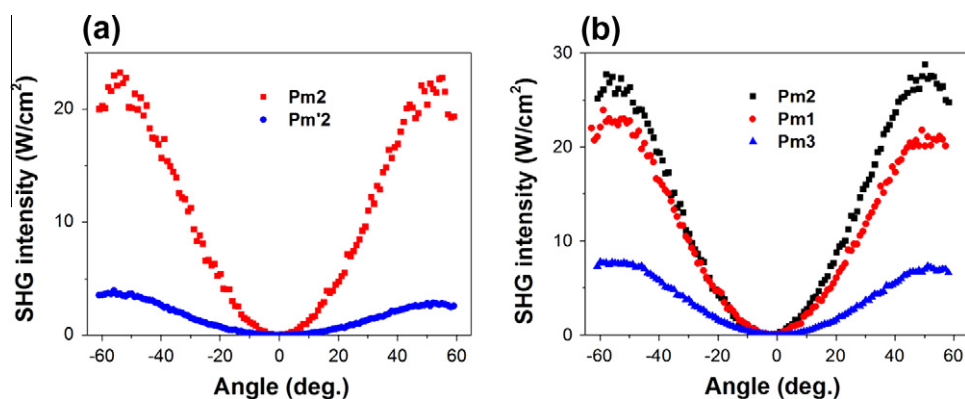 (a)
SHG intensity (W/cm²)
20
10
0
Pm2
Pm'2
-60 -40 -20 0 20 40 60
Angle (deg.)
(b)
SHG intensity (W/cm²)
30
25
20
15
10
5
0
Pm2
Pm1
Pm3
-60 -40 -20 0 20 40 60
Angle (deg.)